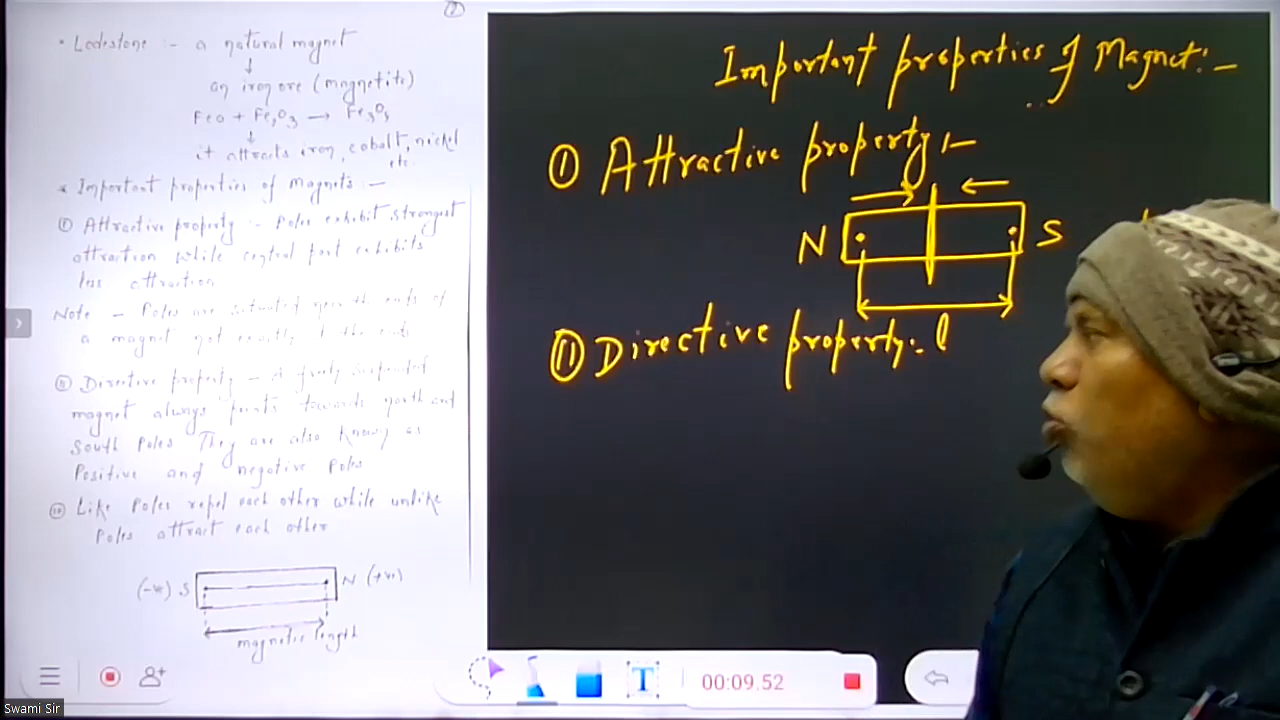 2
• Lodestone :- a natural magnet
↓
an iron ore (magnetite)
FeO + Fe₂O₃ → Fe₃O₄
↓
it attracts iron, cobalt, nickel
etc.
* Important properties of Magnets :-
(i) Attractive property :- Poles exhibit strongest
attraction while central part exhibits
less attraction
Note - Poles are situated near the ends of
a magnet not exactly at the ends
(ii) Directive property - A freely suspended
magnet always points towards north and
South Poles They are also known as
Positive and negative Poles
(iii) Like Poles repel each other while unlike
Poles attract each other
(-ve) S N (+ve)
magnetic length
Important properties of Magnet :-
(I) Attractive property :-
N S
(II) Directive property :- l
T
00:09.52
Swami Sir